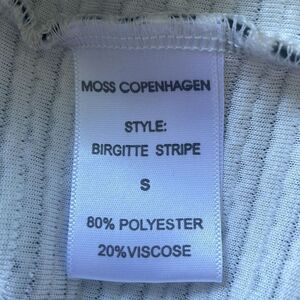 MOSS COPENHAGEN
STYLE:
BIRGITTE STRIPE
S
80% POLYESTER
20%VISCOSE